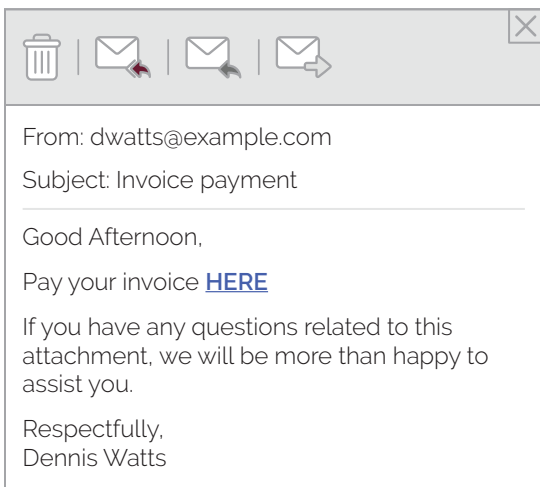 From: dwatts@example.com
Subject: Invoice payment
Good Afternoon,
Pay your invoice HERE
If you have any questions related to this
attachment, we will be more than happy to
assist you.
Respectfully,
Dennis Watts